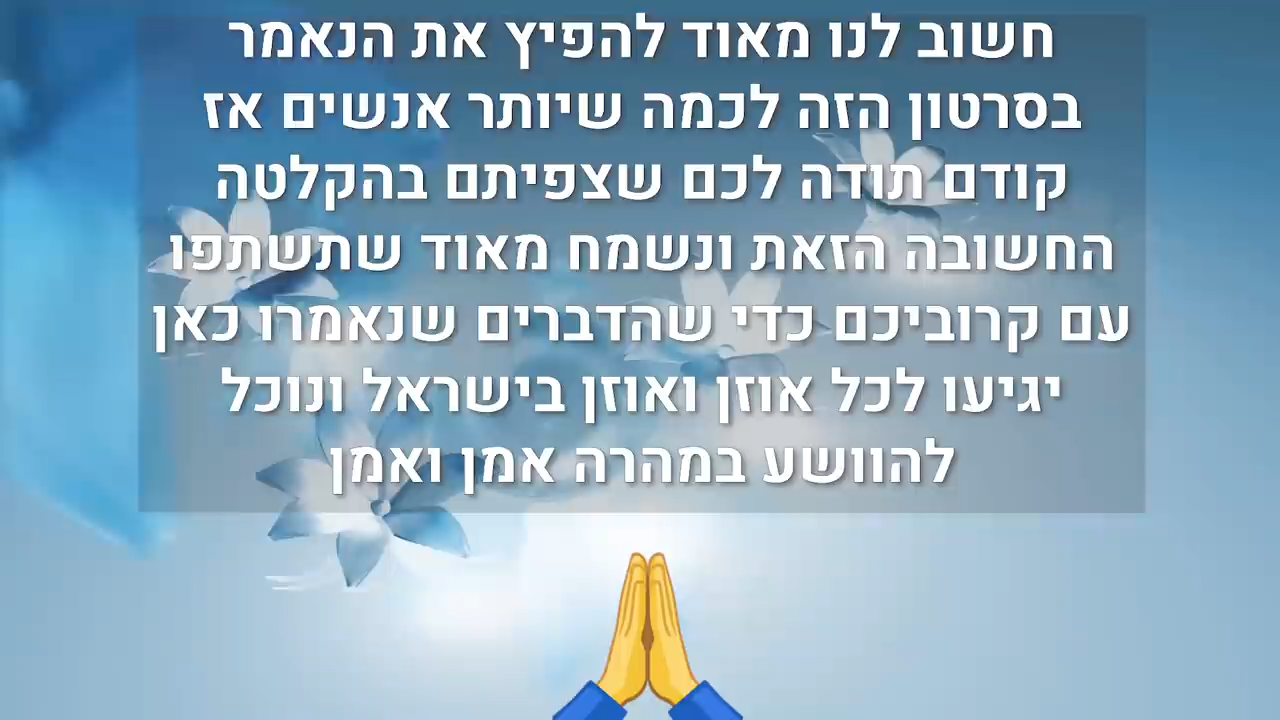 חשוב לנו מאוד להפיץ את הנאמר
בסרטון הזה לכמה שיותר אנשים אז
קודם תודה לכם שצפיתם בהקלטה
החשובה הזאת ונשמח מאוד שתשתפו
עם קרוביכם כדי שהדברים שנאמרו כאן
יגיעו לכל אוזן ואוזן בישראל ונוכל
להוושע במהרה אמן ואמן